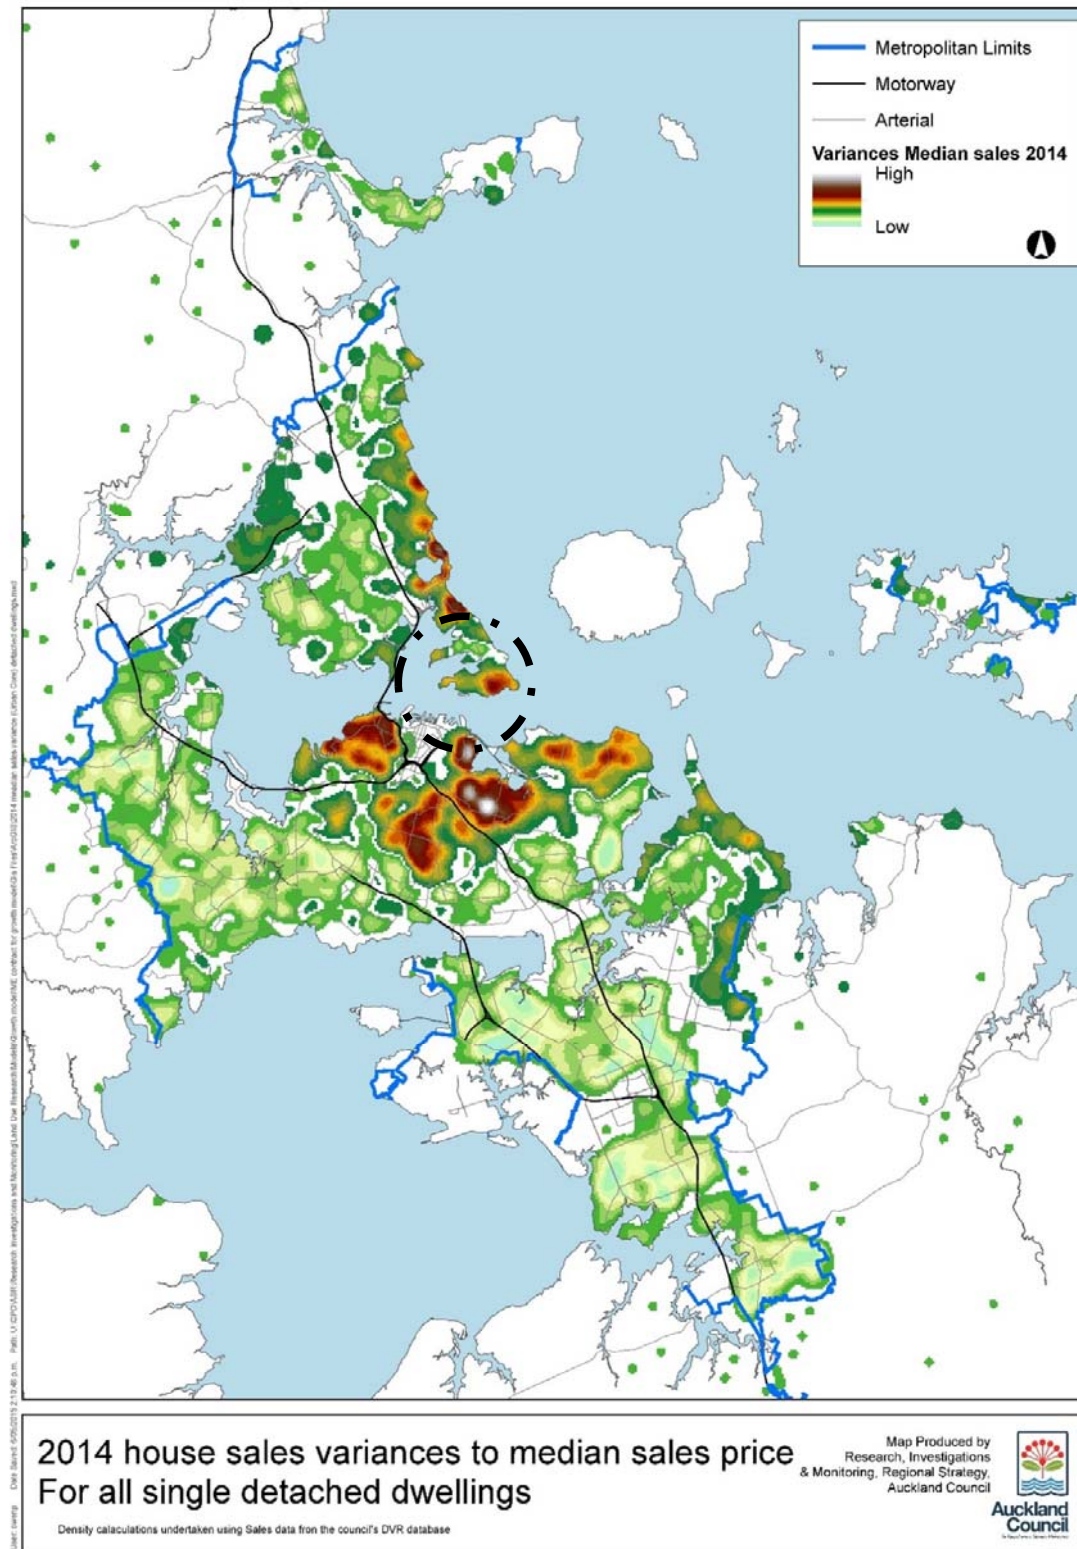 Metropolitan Limits
Motorway
Arterial
Variances Median sales 2014
High
Low
2014 house sales variances to median sales price
For all single detached dwellings
Density calaculations undertaken using Sales data from the council's DVR database
Map Produced by
Research, Investigations
& Monitoring, Regional Strategy,
Auckland Council
Auckland
Council